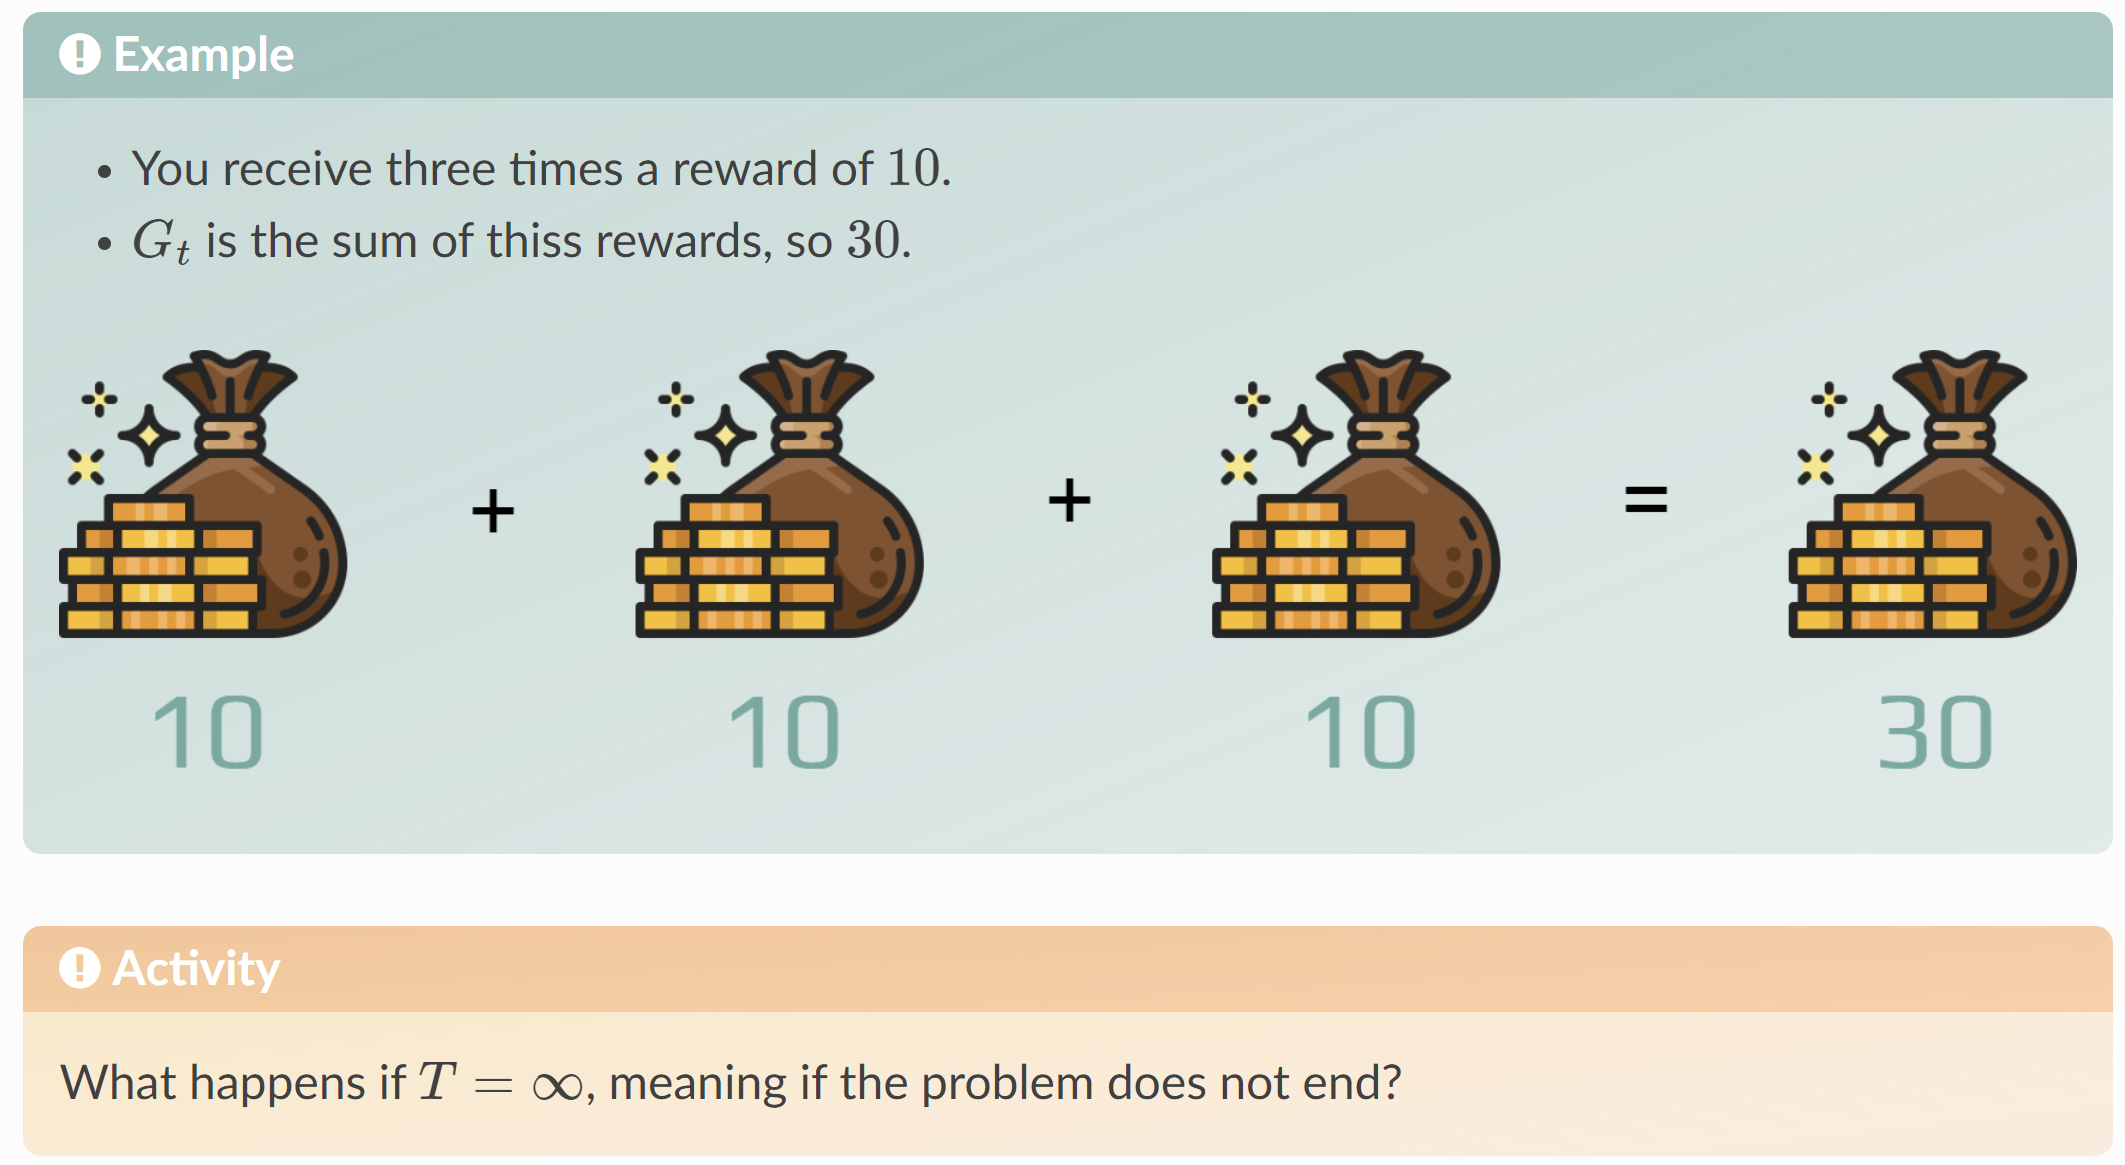 Example
• You receive three times a reward of 10.
• G_t is the sum of thiss rewards, so 30.
+ + =
10 10 10 30
Activity
What happens if T = ∞, meaning if the problem does not end?